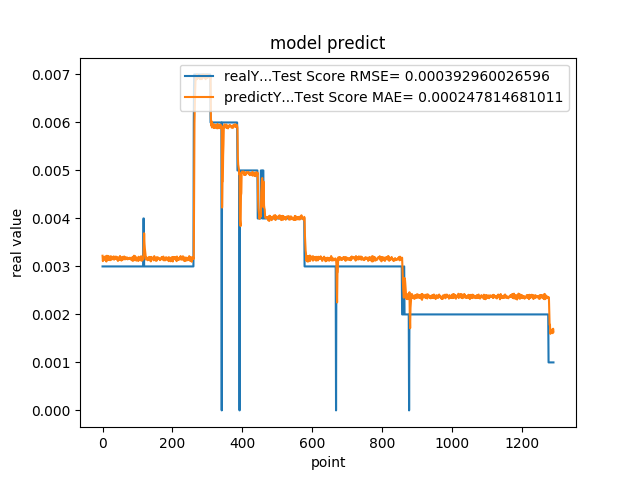 model predict
realY...Test Score RMSE= 0.000392960026596
predictY...Test Score MAE= 0.000247814681011
real value
0.007
0.006
0.005
0.004
0.003
0.002
0.001
0.000
0 200 400 600 800 1000 1200
point